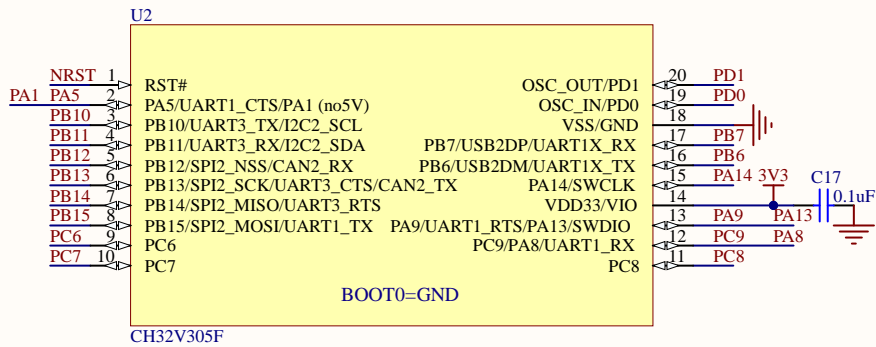 U2
NRST 1 RST# OSC_OUT/PD1 20 PD1
PA1 PA5 2 PA5/UART1_CTS/PA1 (no5V) OSC_IN/PD0 19 PD0
PB10 3 PB10/UART3_TX/I2C2_SCL VSS/GND 18
PB11 4 PB11/UART3_RX/I2C2_SDA PB7/USB2DP/UART1X_RX 17 PB7
PB12 5 PB12/SPI2_NSS/CAN2_RX PB6/USB2DM/UART1X_TX 16 PB6
PB13 6 PB13/SPI2_SCK/UART3_CTS/CAN2_TX PA14/SWCLK 15 PA14 3V3 C17
PB14 7 PB14/SPI2_MISO/UART3_RTS VDD33/VIO 14 0.1uF
PB15 8 PB15/SPI2_MOSI/UART1_TX PA9/UART1_RTS/PA13/SWDIO 13 PA9 PA13
PC6 9 PC6 PC9/PA8/UART1_RX 12 PC9 PA8
PC7 10 PC7 PC8 11 PC8
BOOT0=GND
CH32V305F